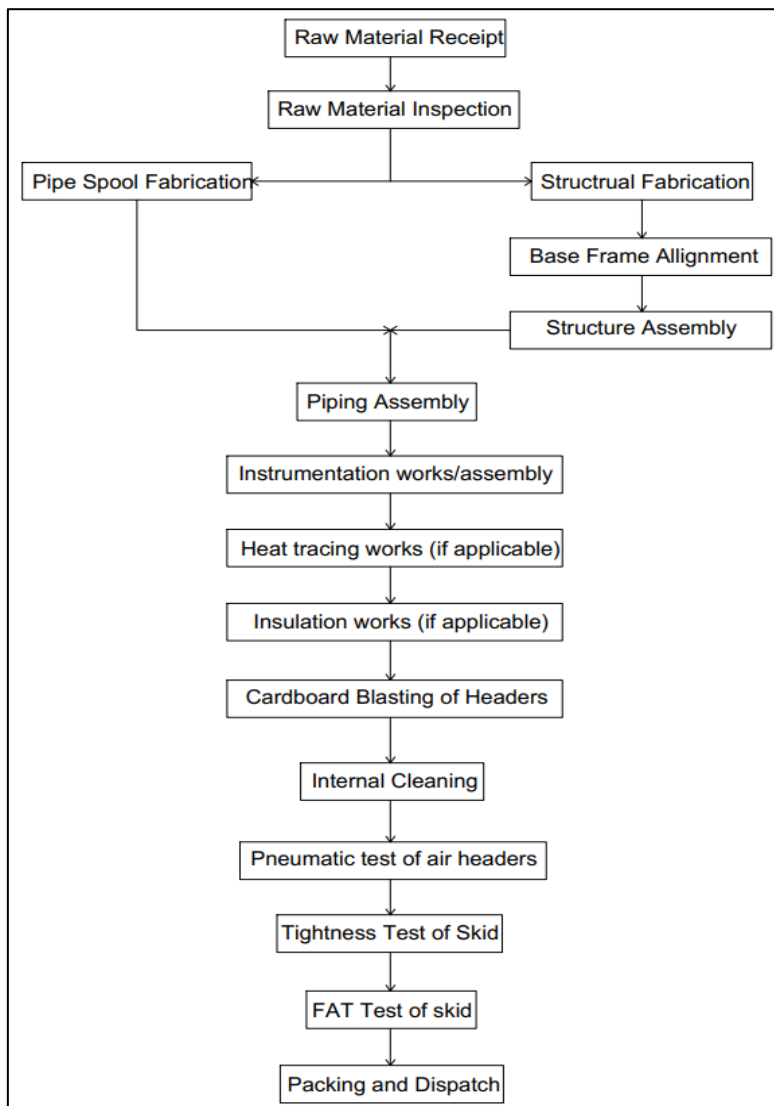 Raw Material Receipt
Raw Material Inspection
Pipe Spool Fabrication
Structrual Fabrication
Base Frame Allignment
Structure Assembly
Piping Assembly
Instrumentation works/assembly
Heat tracing works (if applicable)
Insulation works (if applicable)
Cardboard Blasting of Headers
Internal Cleaning
Pneumatic test of air headers
Tightness Test of Skid
FAT Test of skid
Packing and Dispatch